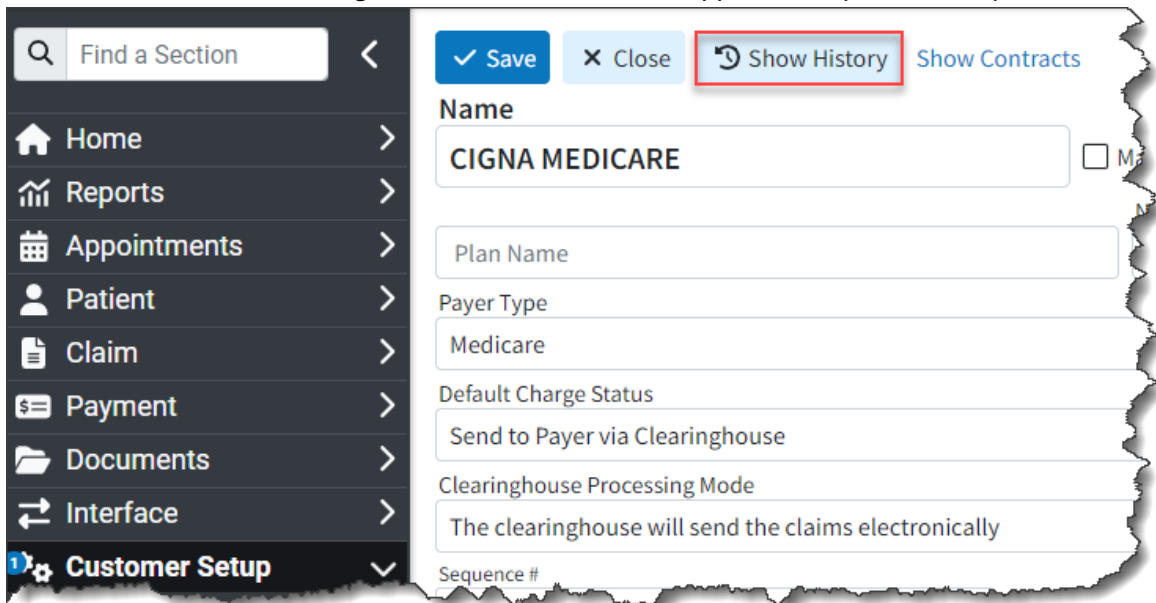 Find a Section
Home
Reports
Appointments
Patient
Claim
Payment
Documents
Interface
1 Customer Setup
Save Close Show History Show Contracts
Name
CIGNA MEDICARE
Plan Name
Payer Type
Medicare
Default Charge Status
Send to Payer via Clearinghouse
Clearinghouse Processing Mode
The clearinghouse will send the claims electronically
Sequence #